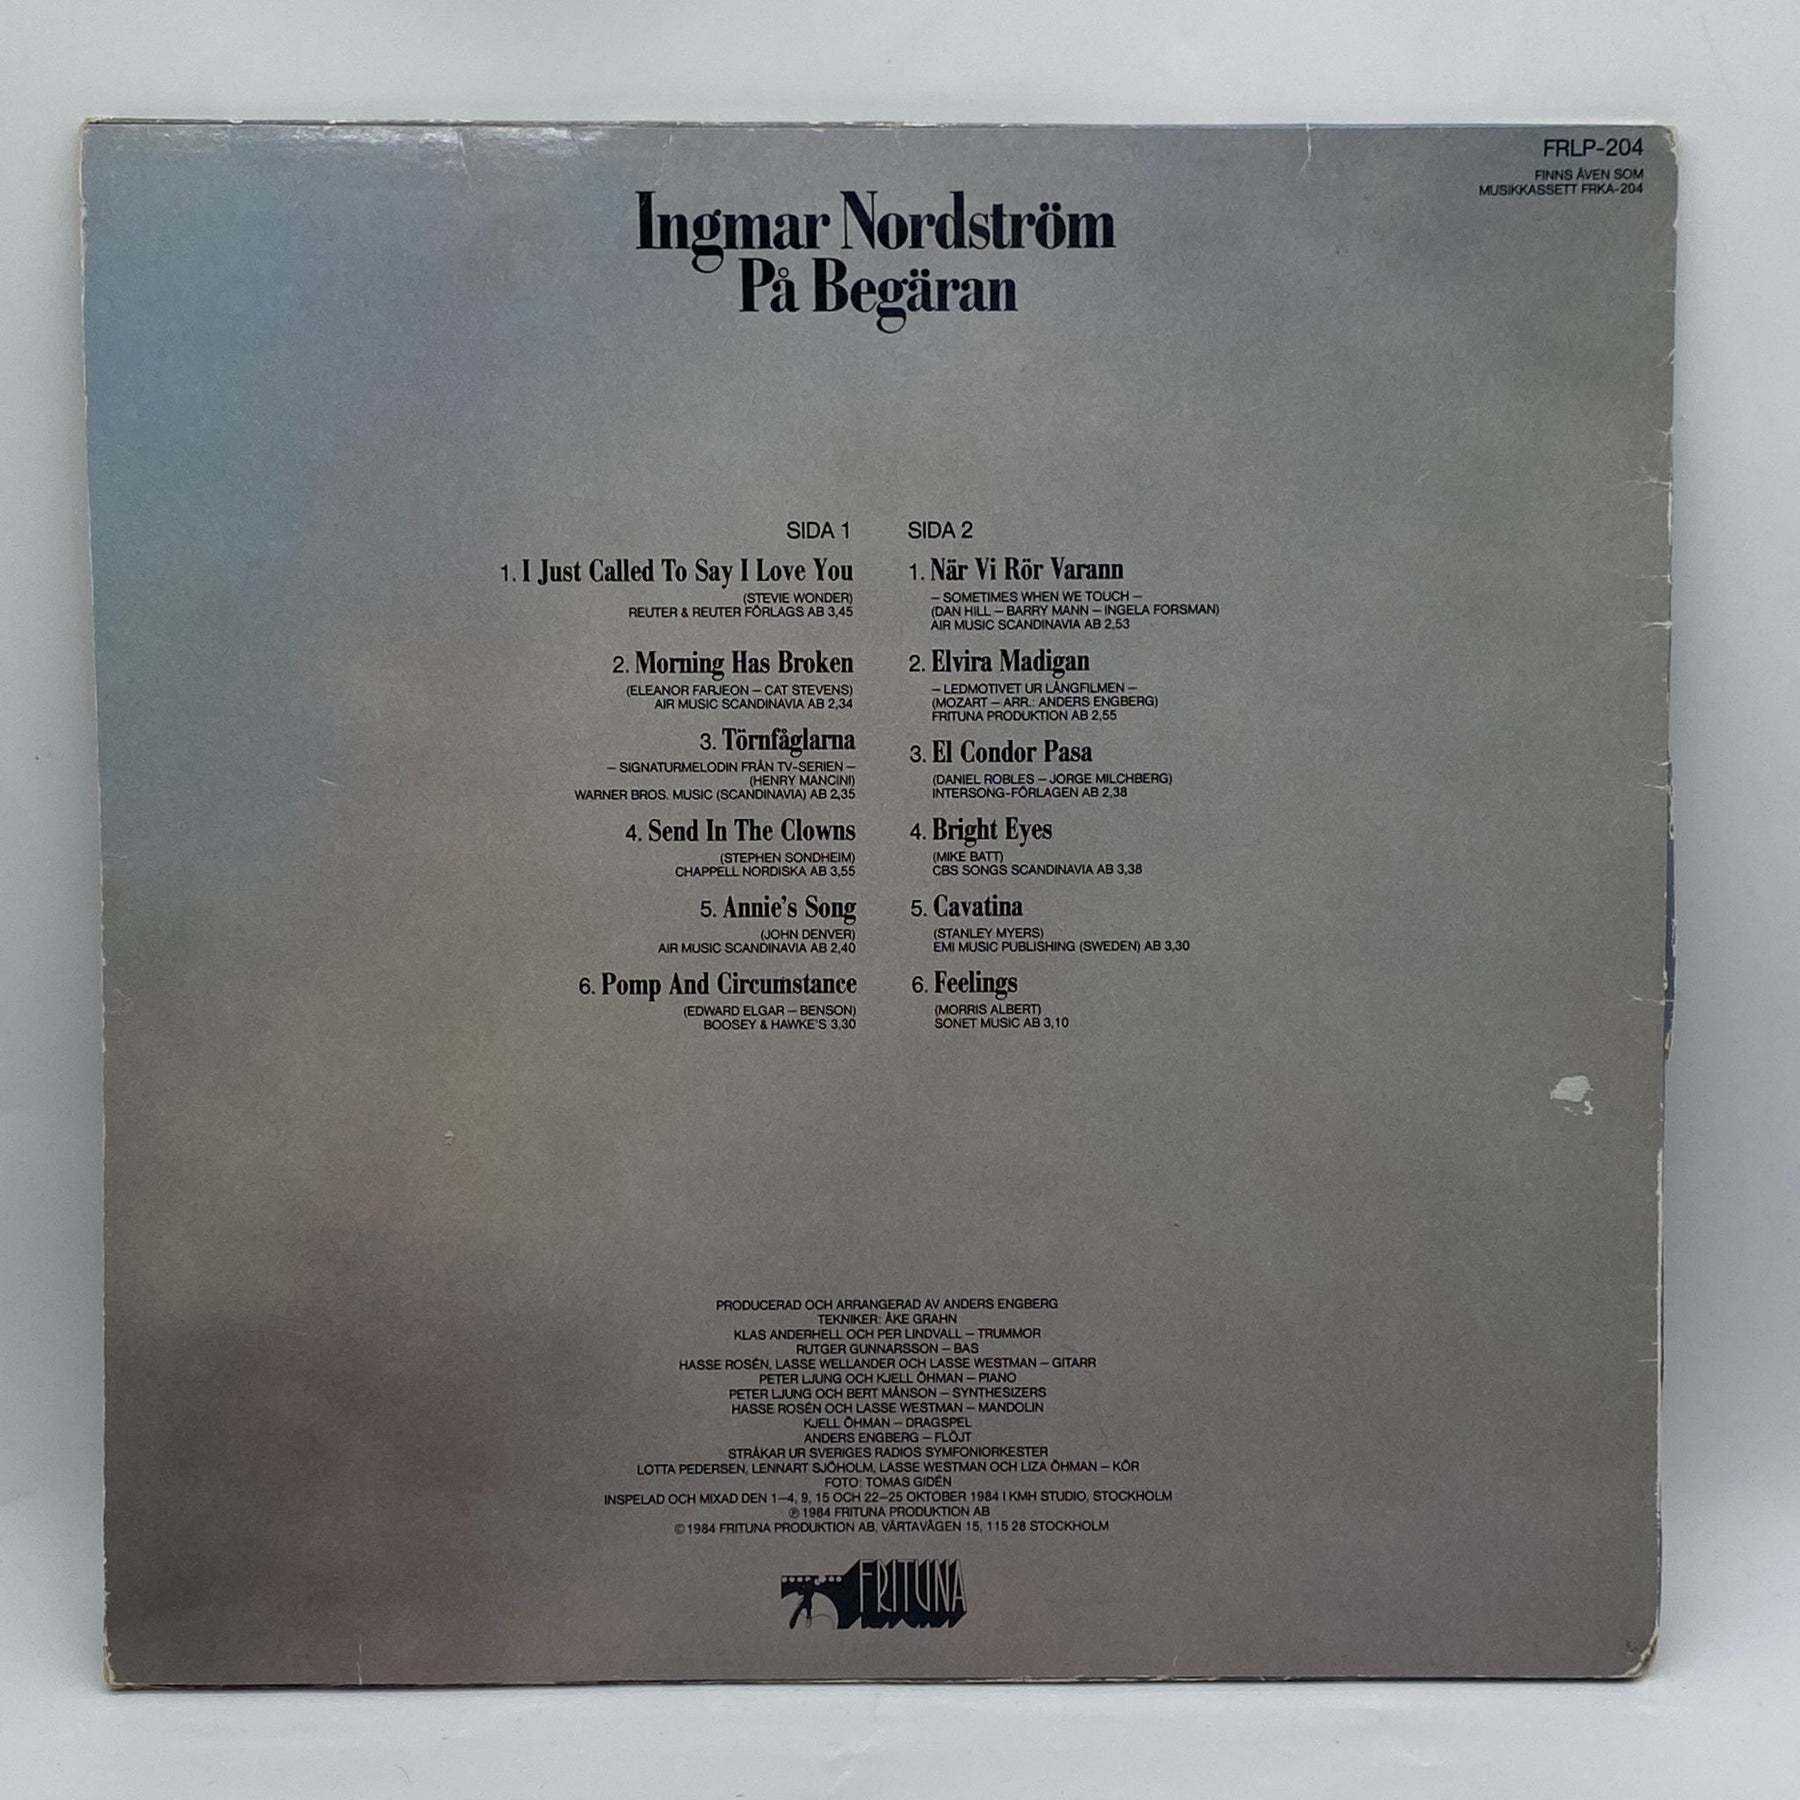 FRLP-204
FINNS ÄVEN SOM
MUSIKKASSETT FRKA-204
Ingmar Nordström
På Begäran
SIDA 1
1. I Just Called To Say I Love You
(STEVIE WONDER)
REUTER & REUTER FÖRLAGS AB 3,45
2. Morning Has Broken
(ELEANOR FARJEON – CAT STEVENS)
AIR MUSIC SCANDINAVIA AB 2,34
3. Törnfåglarna
– SIGNATURMELODIN FRÅN TV-SERIEN –
(HENRY MANCINI)
WARNER BROS. MUSIC (SCANDINAVIA) AB 2,35
4. Send In The Clowns
(STEPHEN SONDHEIM)
CHAPPELL NORDISKA AB 3,55
5. Annie's Song
(JOHN DENVER)
AIR MUSIC SCANDINAVIA AB 2,40
6. Pomp And Circumstance
(EDWARD ELGAR – BENSON)
BOOSEY & HAWKE'S 3,30
SIDA 2
1. När Vi Rör Varann
– SOMETIMES WHEN WE TOUCH –
(DAN HILL – BARRY MANN – INGELA FORSMAN)
AIR MUSIC SCANDINAVIA AB 2,53
2. Elvira Madigan
– LEDMOTIVET UR LÅNGFILMEN –
(MOZART – ARR.: ANDERS ENGBERG)
FRITUNA PRODUKTION AB 2,55
3. El Condor Pasa
(DANIEL ROBLES – JORGE MILCHBERG)
INTERSONG-FÖRLAGEN AB 2,38
4. Bright Eyes
(MIKE BATT)
CBS SONGS SCANDINAVIA AB 3,38
5. Cavatina
(STANLEY MYERS)
EMI MUSIC PUBLISHING (SWEDEN) AB 3,30
6. Feelings
(MORRIS ALBERT)
SONET MUSIC AB 3,10
PRODUCERAD OCH ARRANGERAD AV ANDERS ENGBERG
TEKNIKER: ÅKE GRAHN
KLAS ANDERHELL OCH PER LINDVALL – TRUMMOR
RUTGER GUNNARSSON – BAS
HASSE ROSÉN, LASSE WELLANDER OCH LASSE WESTMAN – GITARR
PETER LJUNG OCH KJELL ÖHMAN – PIANO
PETER LJUNG OCH BERT MÅNSON – SYNTHESIZERS
HASSE ROSÉN OCH LASSE WESTMAN – MANDOLIN
KJELL ÖHMAN – DRAGSPEL
ANDERS ENGBERG – FLÖJT
STRÅKAR UR SVERIGES RADIOS SYMFONIORKESTER
LOTTA PEDERSEN, LENNART SJÖHOLM, LASSE WESTMAN OCH LIZA ÖHMAN – KÖR
FOTO: TOMAS GIDÉN
INSPELAD OCH MIXAD DEN 1–4, 9, 15 OCH 22–25 OKTOBER 1984 I KMH STUDIO, STOCKHOLM
℗ 1984 FRITUNA PRODUKTION AB
© 1984 FRITUNA PRODUKTION AB, VÄRTAVÄGEN 15, 115 28 STOCKHOLM
FRITUNA